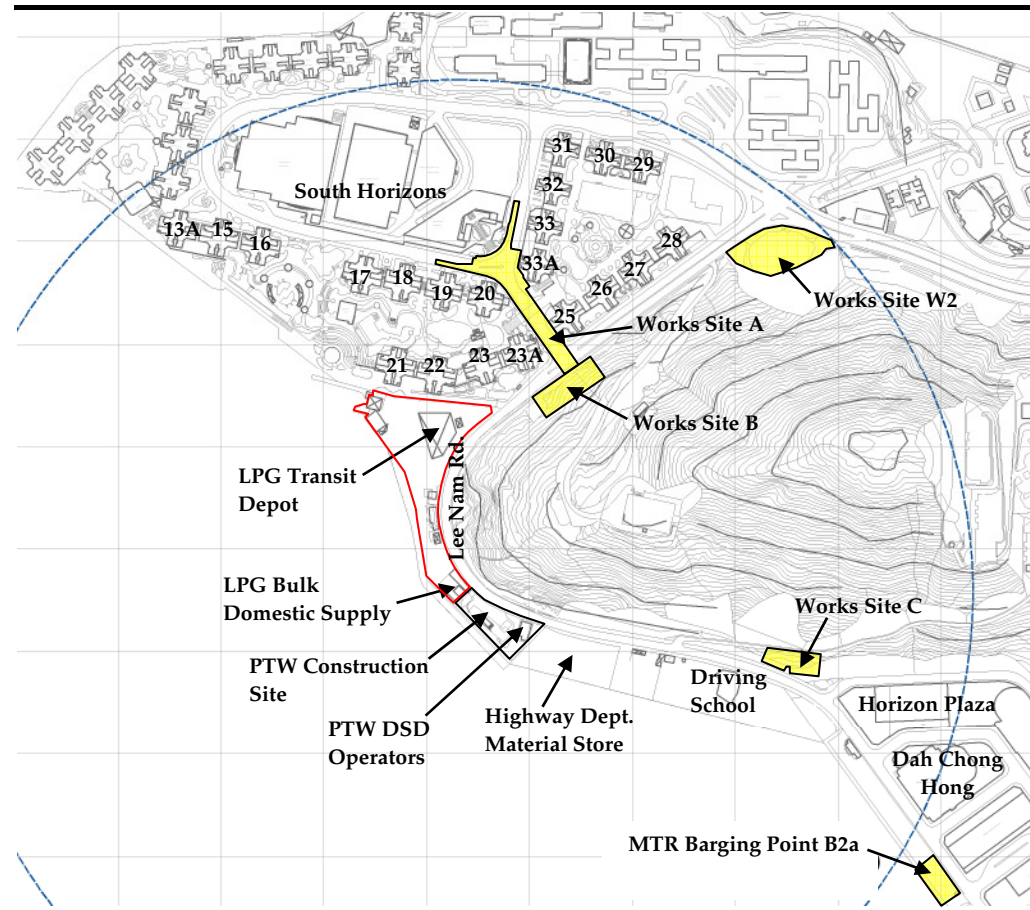 31
30
29
32
South Horizons
33
28
13A
15
16
33A
27
17
18
19
20
26
Works Site W2
25
Works Site A
23
23A
21
22
Works Site B
LPG Transit
Depot
Lee Nam Rd.
LPG Bulk
Domestic Supply
Works Site C
PTW Construction
Site
Driving
School
Horizon Plaza
PTW DSD
Operators
Highway Dept.
Material Store
Dah Chong
Hong
MTR Barging Point B2a